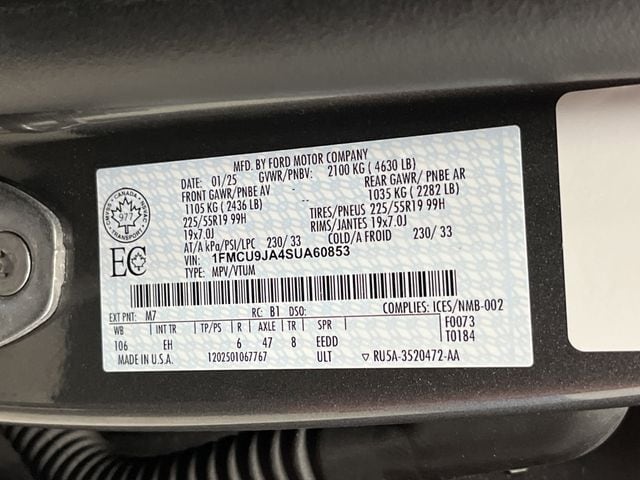 MFD. BY FORD MOTOR COMPANY
DATE: 01/25 GVWR/PNBV: 2100 KG ( 4630 LB)
FRONT GAWR/PNBE AV REAR GAWR/PNBE AR
1105 KG ( 2436 LB) 1035 KG ( 2282 LB)
225/55R19 99H TIRES/PNEUS 225/55R19 99H
19x7.0J RIMS/JANTES 19x7.0J
AT/A kPa/PSI/LPC 230/ 33 COLD/A FROID 230/ 33
VIN: 1FMCU9JA4SUA60853
TYPE: MPV/VTUM
CANADA
977
TRANSPORT
EC
EXT PNT: M7 RC: B1 DSO: COMPLIES: ICES/NMB-002
WB INT TR TP/PS R AXLE TR SPR F0073
106 EH 6 47 8 EEDD T0184
MADE IN U.S.A. 1202501067767 ULT ▽ RU5A-3520472-AA